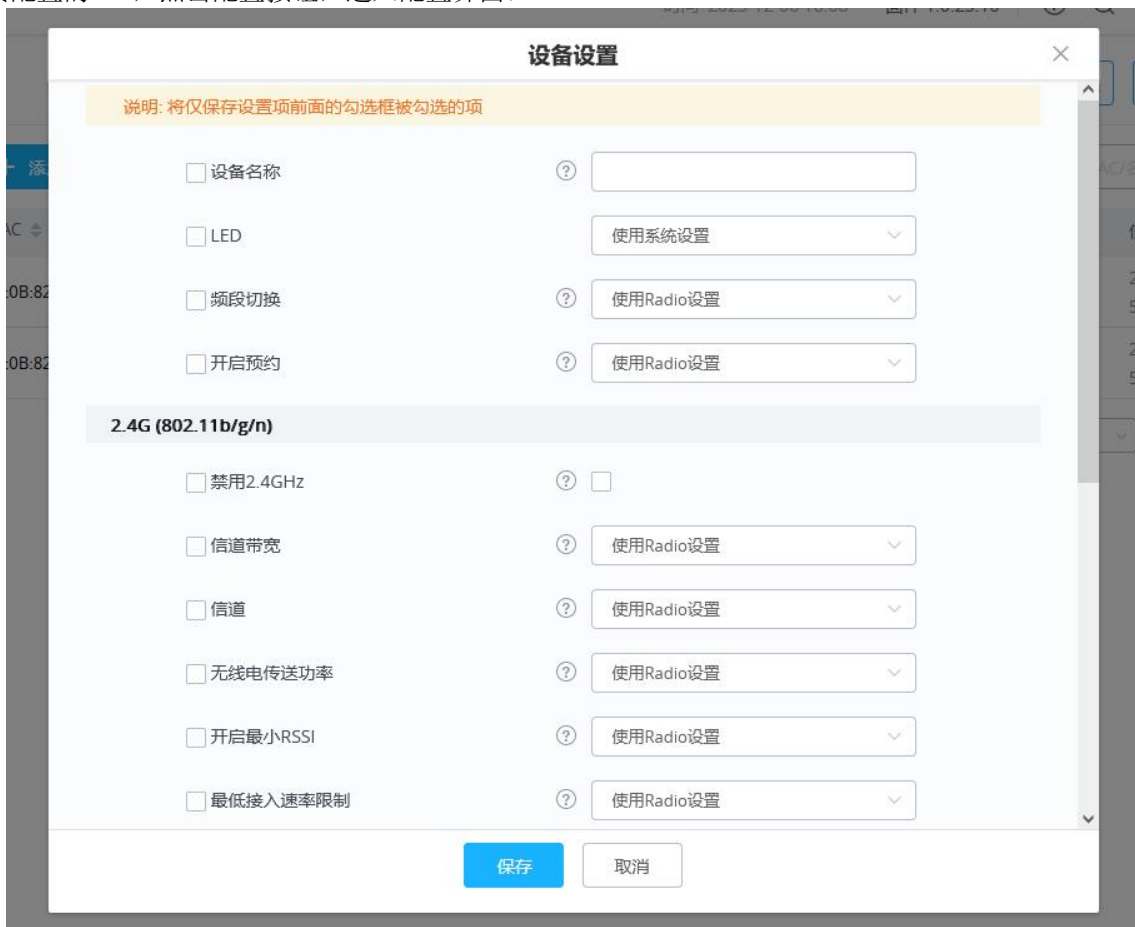 设备设置
说明: 将仅保存设置项前面的勾选框被勾选的项
设备名称
LED 使用系统设置
频段切换 使用Radio设置
开启预约 使用Radio设置
2.4G (802.11b/g/n)
禁用2.4GHz
信道带宽 使用Radio设置
信道 使用Radio设置
无线电传送功率 使用Radio设置
开启最小RSSI 使用Radio设置
最低接入速率限制 使用Radio设置
保存 取消
添
AC
:0B:82
:0B:82